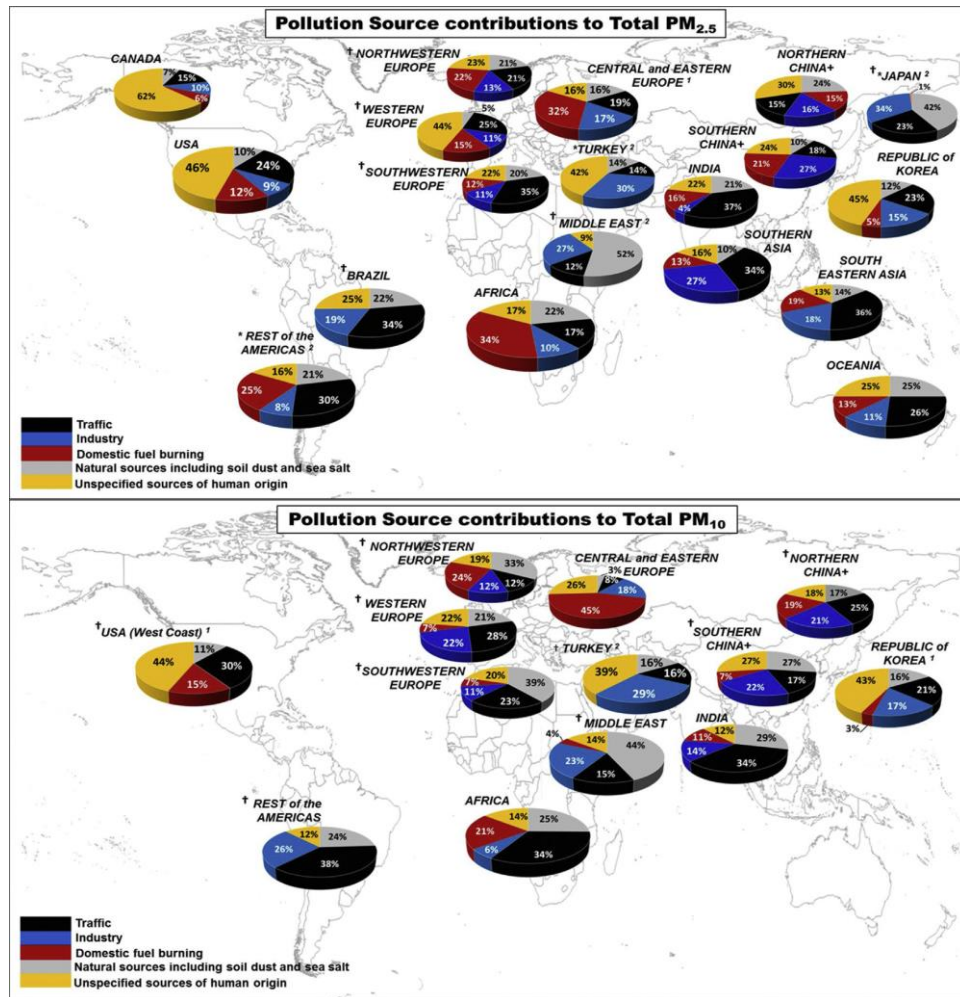 Pollution Source contributions to Total PM2.5
CANADA
7%
15%
10%
6%
62%
USA
10%
24%
9%
12%
46%
† NORTHWESTERN
EUROPE
23%
21%
21%
13%
22%
† WESTERN
EUROPE
5%
25%
11%
15%
44%
† SOUTHWESTERN
EUROPE
22%
20%
35%
11%
12%
CENTRAL and EASTERN
EUROPE 1
16%
16%
19%
17%
32%
*TURKEY 2
14%
14%
30%
42%
† MIDDLE EAST 2
9%
52%
12%
27%
AFRICA
17%
22%
17%
10%
34%
NORTHERN
CHINA+
30%
24%
15%
16%
15%
† *JAPAN 2
1%
42%
23%
34%
SOUTHERN
CHINA+
24%
10%
18%
27%
21%
INDIA
22%
21%
37%
4%
16%
REPUBLIC of
KOREA
12%
23%
15%
5%
45%
SOUTHERN
ASIA
16%
10%
34%
27%
13%
SOUTH
EASTERN ASIA
13%
14%
36%
18%
19%
OCEANIA
25%
25%
26%
11%
13%
† BRAZIL
25%
22%
34%
19%
* REST of the
AMERICAS 2
16%
21%
30%
8%
25%
Traffic
Industry
Domestic fuel burning
Natural sources including soil dust and sea salt
Unspecified sources of human origin
Pollution Source contributions to Total PM10
† NORTHWESTERN
EUROPE
19%
33%
12%
12%
24%
CENTRAL and EASTERN
EUROPE
3%
8%
18%
45%
26%
† NORTHERN
CHINA+
18%
17%
25%
21%
19%
† WESTERN
EUROPE
22%
21%
28%
22%
7%
† USA (West Coast) 1
11%
30%
15%
44%
† SOUTHWESTERN
EUROPE
20%
39%
23%
11%
7%
† TURKEY 2
16%
16%
29%
39%
† SOUTHERN
CHINA+
27%
27%
17%
22%
7%
REPUBLIC of
KOREA 1
16%
21%
17%
3%
43%
† MIDDLE EAST
14%
44%
15%
23%
4%
INDIA
12%
29%
34%
14%
11%
† REST of the
AMERICAS
12%
24%
38%
26%
AFRICA
14%
25%
34%
6%
21%
Traffic
Industry
Domestic fuel burning
Natural sources including soil dust and sea salt
Unspecified sources of human origin